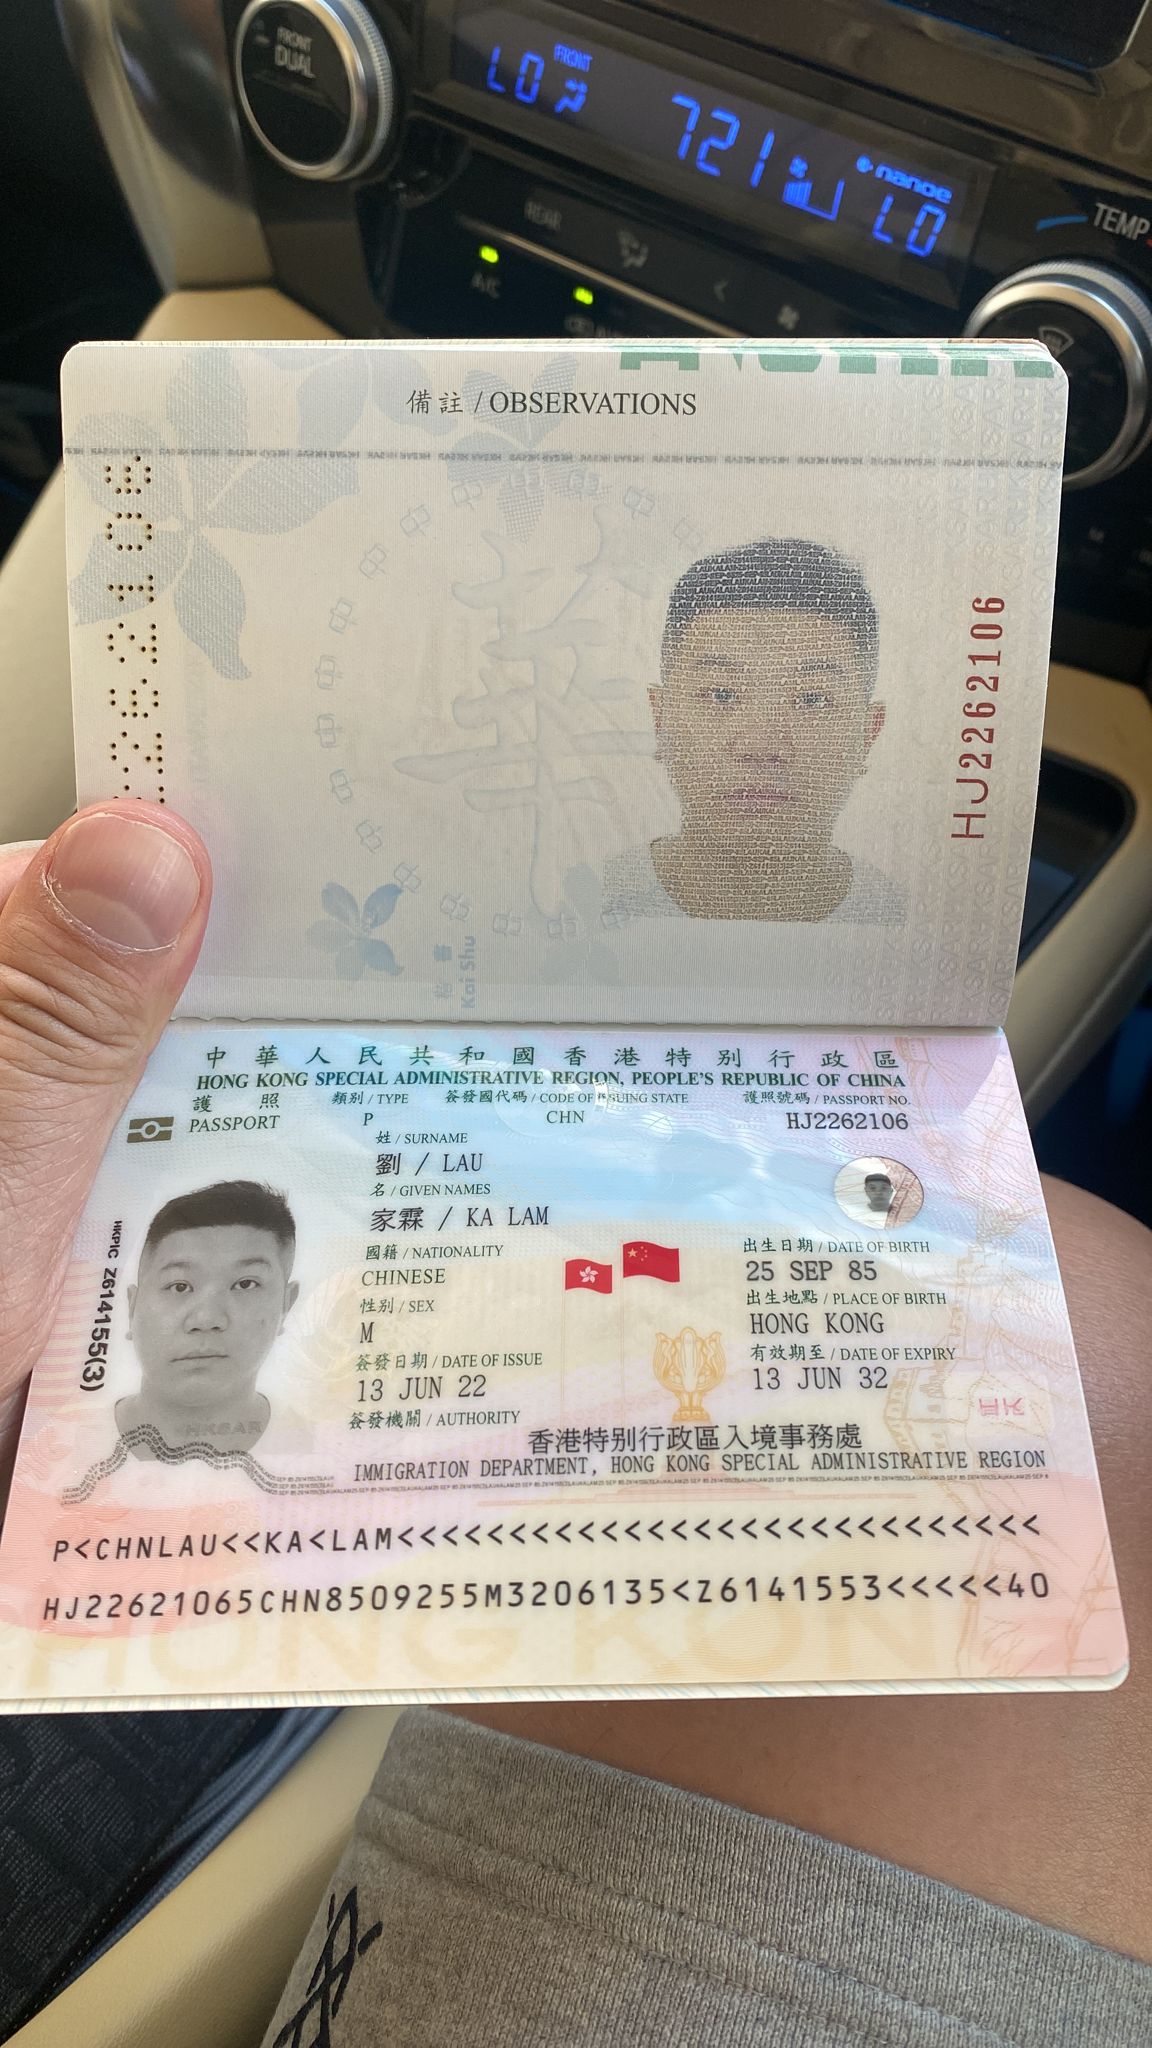 FRONT
DUAL
FRONT
LO 721 LO
nanoe
TEMP
REAR
A/C
備註 / OBSERVATIONS
HJ2262106
楷書
Kai Shu
中華人民共和國香港特別行政區
HONG KONG SPECIAL ADMINISTRATIVE REGION, PEOPLE'S REPUBLIC OF CHINA
護照 類別 / TYPE 簽發國代碼 / CODE OF ISSUING STATE 護照號碼 / PASSPORT NO.
PASSPORT P CHN HJ2262106
姓 / SURNAME
劉 / LAU
名 / GIVEN NAMES
家霖 / KA LAM
國籍 / NATIONALITY 出生日期 / DATE OF BIRTH
CHINESE 25 SEP 85
性別 / SEX 出生地點 / PLACE OF BIRTH
M HONG KONG
簽發日期 / DATE OF ISSUE 有效期至 / DATE OF EXPIRY
13 JUN 22 13 JUN 32
簽發機關 / AUTHORITY
香港特別行政區入境事務處
IMMIGRATION DEPARTMENT, HONG KONG SPECIAL ADMINISTRATIVE REGION
HKPIC Z614155(3)
HKSAR
P<CHNLAU<<KA<LAM<<<<<<<<<<<<<<<<<<<<<<<<<<<<
HJ22621065CHN8509255M3206135<Z6141553<<<<<40
HONG KON